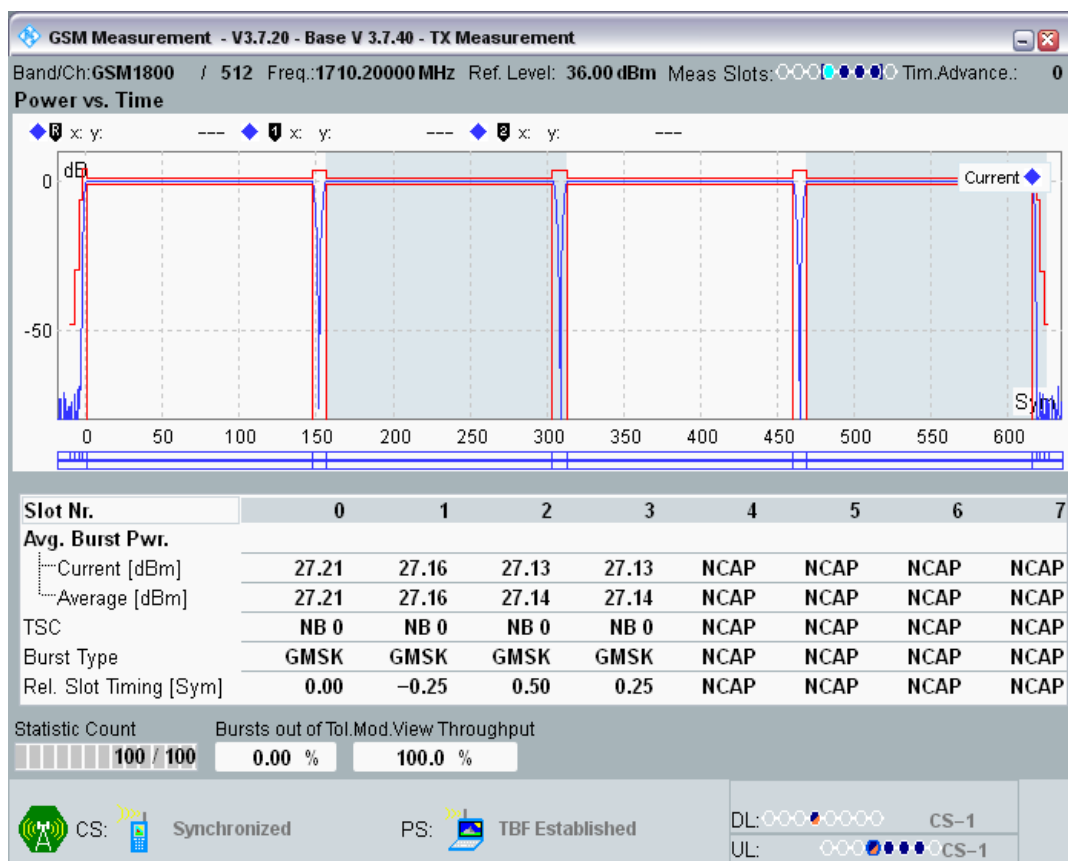 GSM Measurement - V3.7.20 - Base V 3.7.40 - TX Measurement
Band/Ch:GSM1800 / 512 Freq.:1710.20000MHz Ref. Level: 36.00 dBm Meas Slots: Tim.Advance.: 0
Power vs. Time
R x: y: --- 1 x: y: --- 2 x: y: ---
dB
Current
0
-50
Sym
0 50 100 150 200 250 300 350 400 450 500 550 600
Slot Nr. 0 1 2 3 4 5 6 7
Avg. Burst Pwr.
Current [dBm] 27.21 27.16 27.13 27.13 NCAP NCAP NCAP NCAP
Average [dBm] 27.21 27.16 27.14 27.14 NCAP NCAP NCAP NCAP
TSC NB 0 NB 0 NB 0 NB 0 NCAP NCAP NCAP NCAP
Burst Type GMSK GMSK GMSK GMSK NCAP NCAP NCAP NCAP
Rel. Slot Timing [Sym] 0.00 −0.25 0.50 0.25 NCAP NCAP NCAP NCAP
Statistic Count Bursts out of Tol.Mod.View Throughput
100 / 100 0.00 % 100.0 %
CS: Synchronized PS: TBF Established
DL: CS−1
UL: CS−1